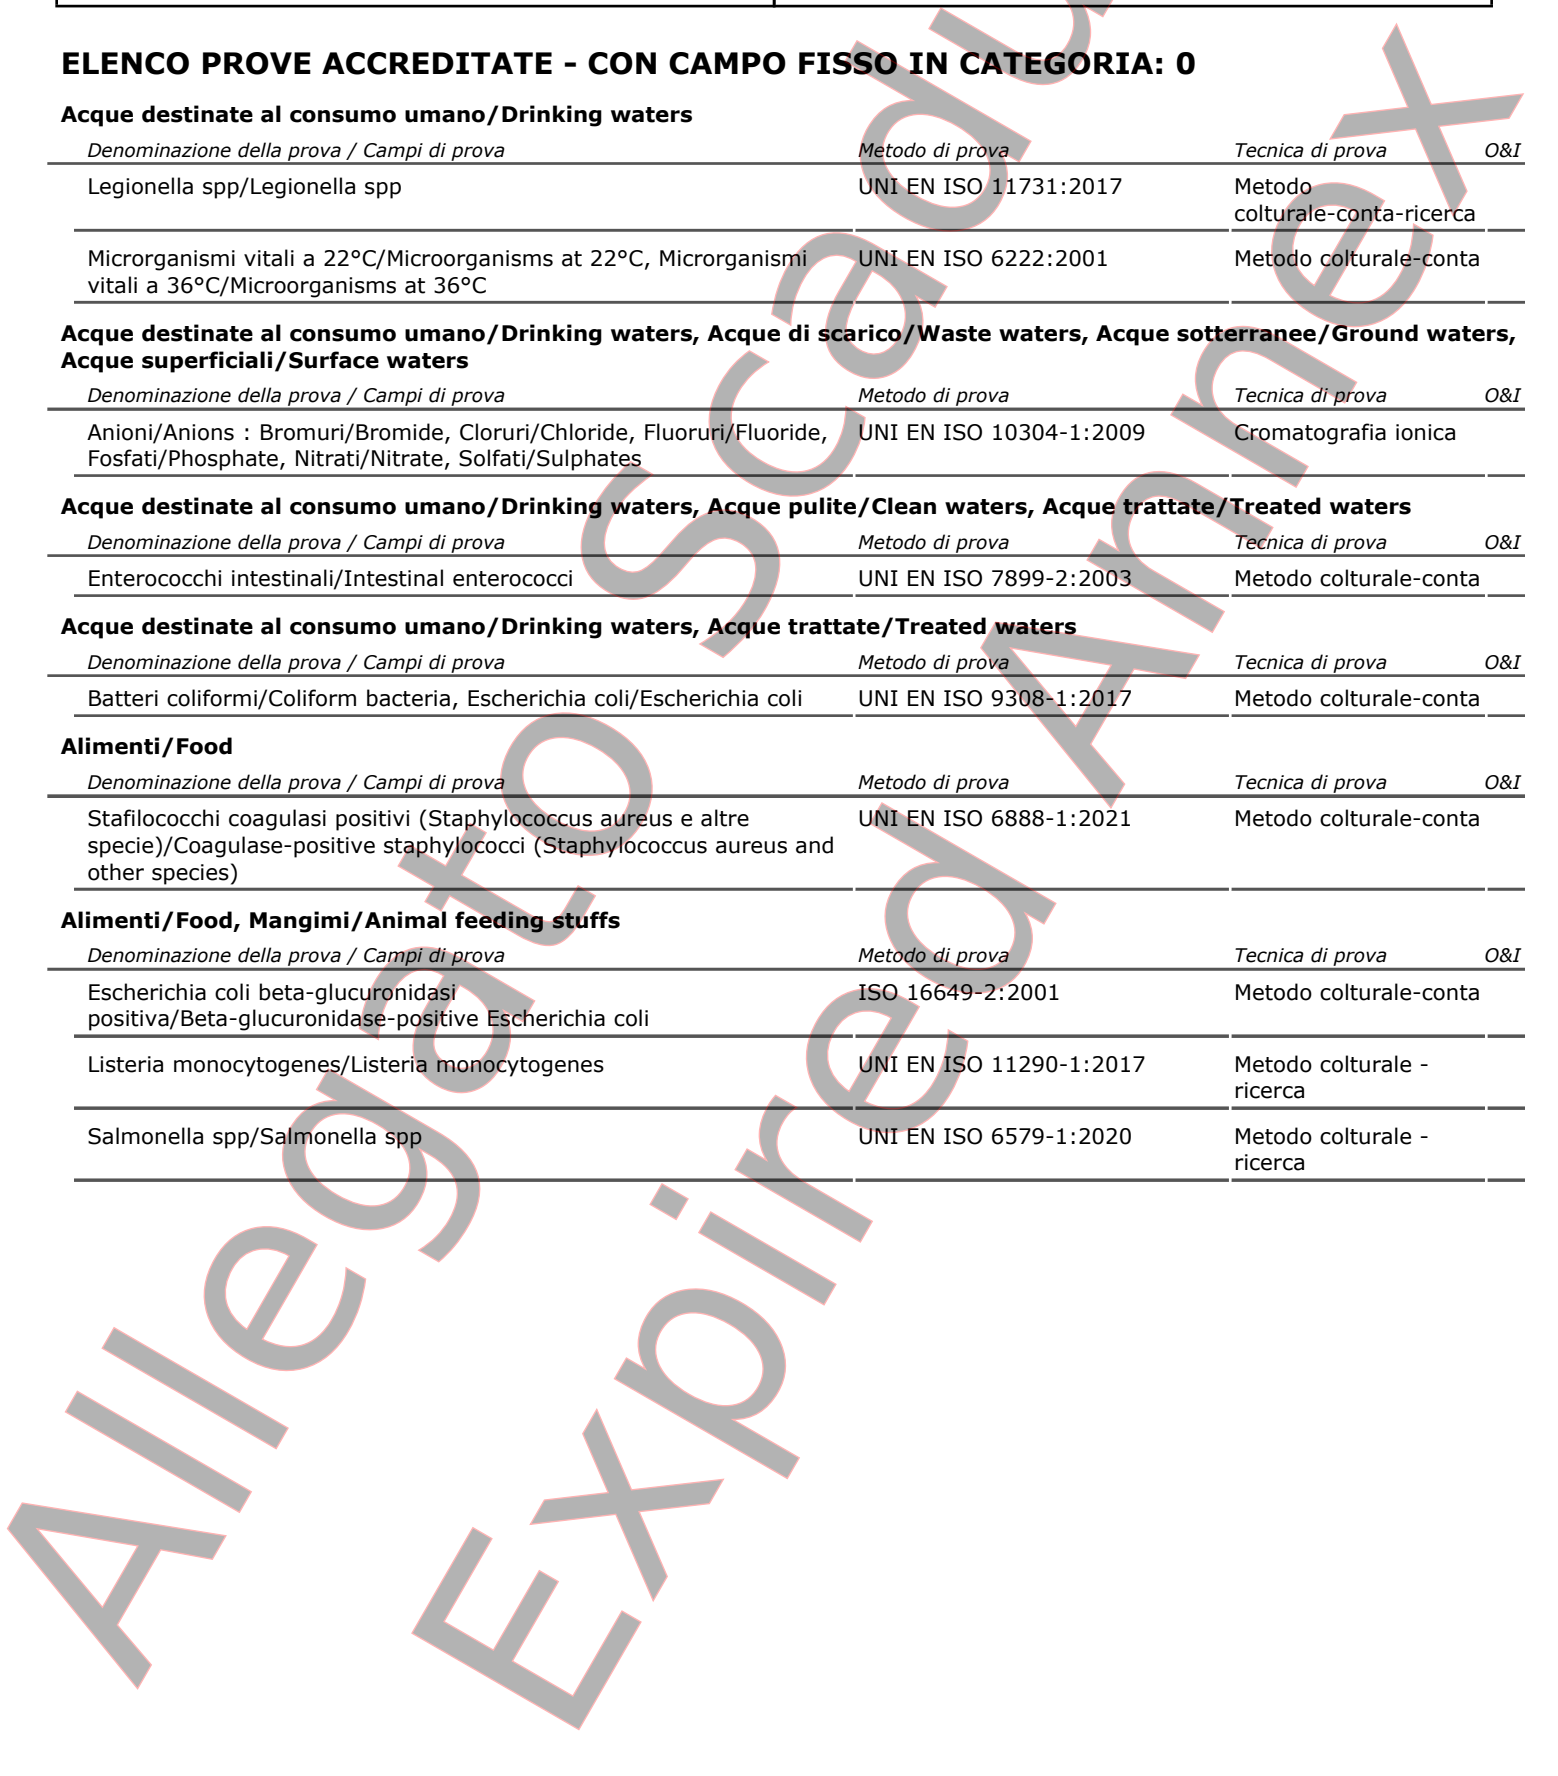 ELENCO PROVE ACCREDITATE - CON CAMPO FISSO IN CATEGORIA: 0
Acque destinate al consumo umano/Drinking waters
Denominazione della prova / Campi di prova Metodo di prova Tecnica di prova O&I
Legionella spp/Legionella spp UNI EN ISO 11731:2017 Metodo
colturale-conta-ricerca
Microrganismi vitali a 22°C/Microorganisms at 22°C, Microrganismi UNI EN ISO 6222:2001 Metodo colturale-conta
vitali a 36°C/Microorganisms at 36°C
Acque destinate al consumo umano/Drinking waters, Acque di scarico/Waste waters, Acque sotterranee/Ground waters,
Acque superficiali/Surface waters
Denominazione della prova / Campi di prova Metodo di prova Tecnica di prova O&I
Anioni/Anions : Bromuri/Bromide, Cloruri/Chloride, Fluoruri/Fluoride, UNI EN ISO 10304-1:2009 Cromatografia ionica
Fosfati/Phosphate, Nitrati/Nitrate, Solfati/Sulphates
Acque destinate al consumo umano/Drinking waters, Acque pulite/Clean waters, Acque trattate/Treated waters
Denominazione della prova / Campi di prova Metodo di prova Tecnica di prova O&I
Enterococchi intestinali/Intestinal enterococci UNI EN ISO 7899-2:2003 Metodo colturale-conta
Acque destinate al consumo umano/Drinking waters, Acque trattate/Treated waters
Denominazione della prova / Campi di prova Metodo di prova Tecnica di prova O&I
Batteri coliformi/Coliform bacteria, Escherichia coli/Escherichia coli UNI EN ISO 9308-1:2017 Metodo colturale-conta
Alimenti/Food
Denominazione della prova / Campi di prova Metodo di prova Tecnica di prova O&I
Stafilococchi coagulasi positivi (Staphylococcus aureus e altre UNI EN ISO 6888-1:2021 Metodo colturale-conta
specie)/Coagulase-positive staphylococci (Staphylococcus aureus and
other species)
Alimenti/Food, Mangimi/Animal feeding stuffs
Denominazione della prova / Campi di prova Metodo di prova Tecnica di prova O&I
Escherichia coli beta-glucuronidasi ISO 16649-2:2001 Metodo colturale-conta
positiva/Beta-glucuronidase-positive Escherichia coli
Listeria monocytogenes/Listeria monocytogenes UNI EN ISO 11290-1:2017 Metodo colturale -
ricerca
Salmonella spp/Salmonella spp UNI EN ISO 6579-1:2020 Metodo colturale -
ricerca
Allegato Scadu
Expired Annex